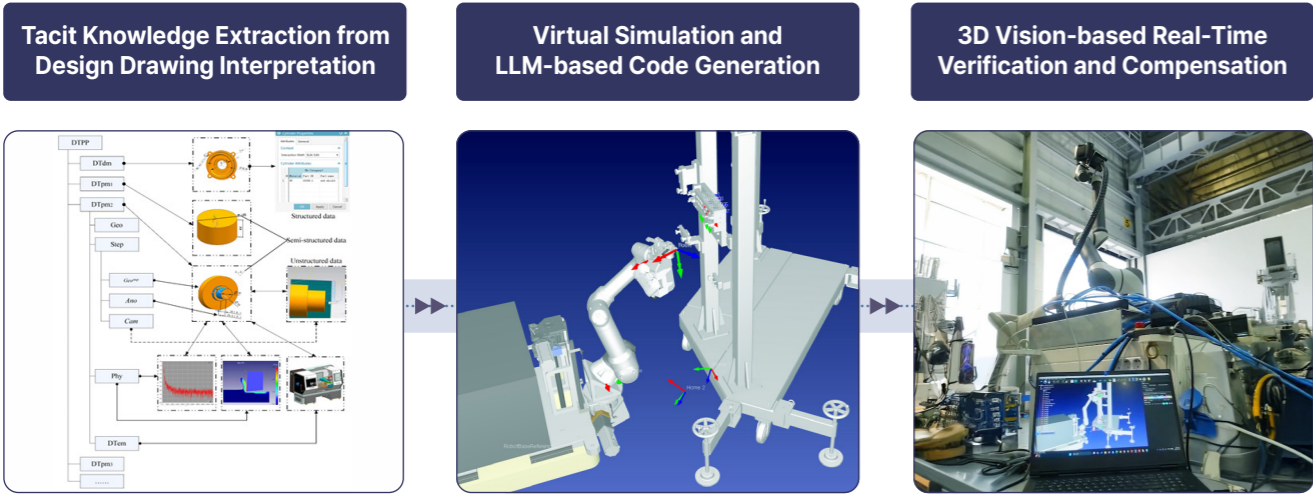 Tacit Knowledge Extraction from
Design Drawing Interpretation
Virtual Simulation and
LLM-based Code Generation
3D Vision-based Real-Time
Verification and Compensation
DTPP
DTdm
DTpm1
DTpm2
Geo
Step
Ano
Cam
Phy
DTem
DTpm3
......
Structured data
Semi-structured data
Unstructured data
Home 2